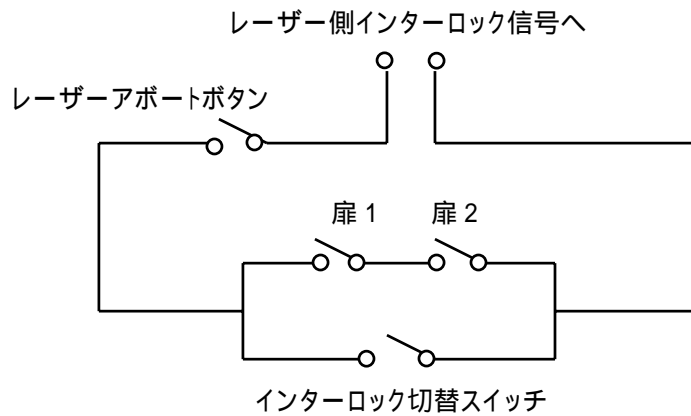 レーザー側インターロック信号へ
レーザーアボートボタン
扉 1
扉 2
インターロック切替スイッチ